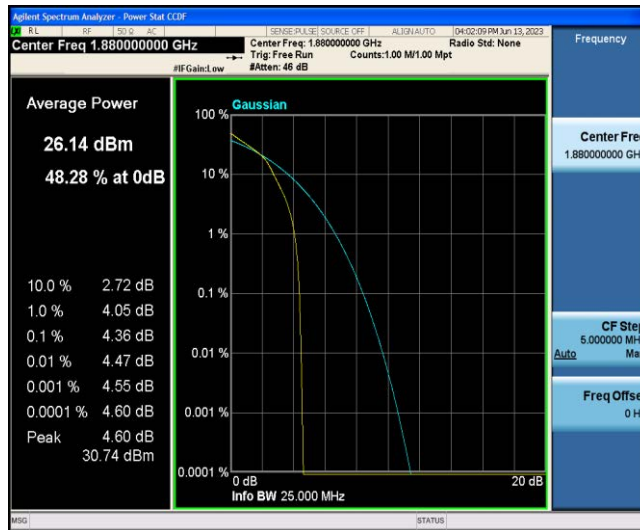 Agilent Spectrum Analyzer - Power Stat CCDF
RL RF 50 Ω AC SENSE:PULSE SOURCE OFF ALIGN AUTO 04:02:09 PM Jun 13, 2023
Center Freq 1.880000000 GHz
Center Freq: 1.880000000 GHz Radio Std: None
Trig: Free Run Counts:1.00 M/1.00 Mpt
#IFGain:Low #Atten: 46 dB
Frequency
Average Power
26.14 dBm
48.28 % at 0dB
10.0 % 2.72 dB
1.0 % 4.05 dB
0.1 % 4.36 dB
0.01 % 4.47 dB
0.001 % 4.55 dB
0.0001 % 4.60 dB
Peak 4.60 dB
30.74 dBm
Gaussian
100 %
10 %
1 %
0.1 %
0.01 %
0.001 %
0.0001 %
0 dB 20 dB
Info BW 25.000 MHz
Center Fre
1.880000000 GH
CF Step
5.000000 MH
Auto Ma
Freq Offse
0 H
MSG STATUS